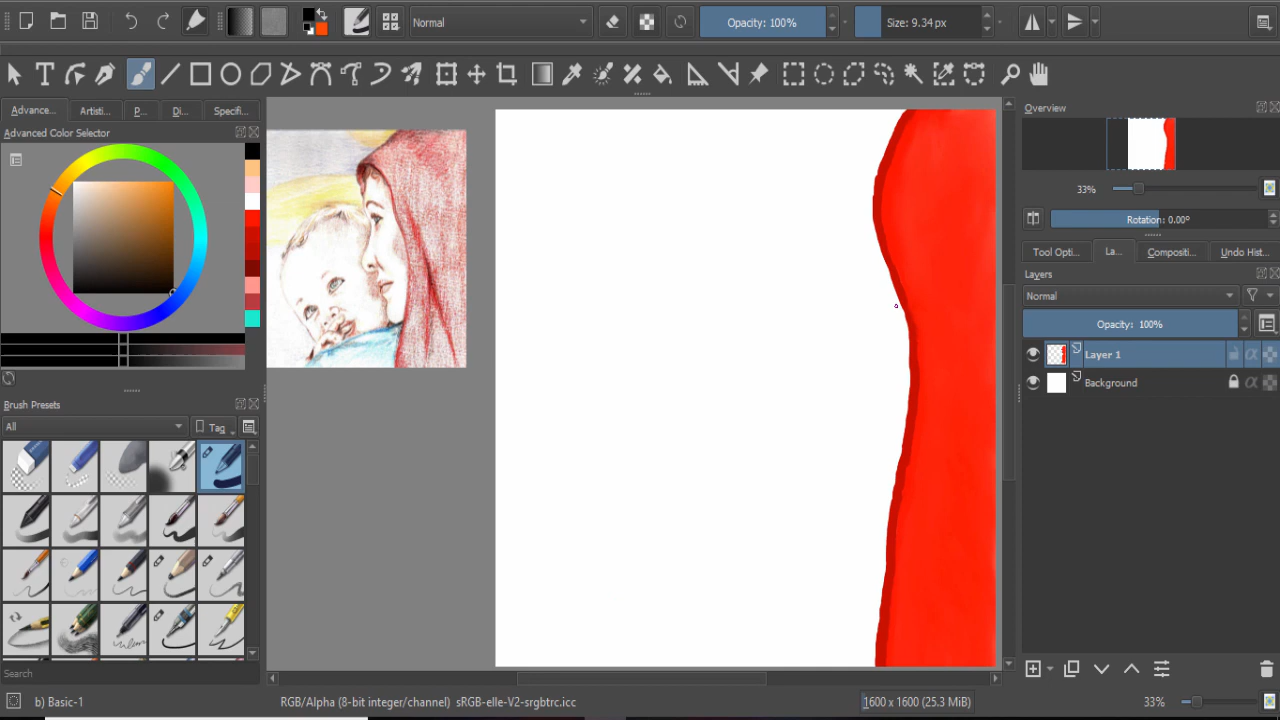 Normal
Opacity: 100%
Size: 9.34 px
Advance...
Artisti...
P...
Di...
Specifi...
Overview
Advanced Color Selector
33%
Rotation: 0.00°
Tool Opti...
La...
Compositi...
Undo Hist...
Layers
Normal
Opacity: 100%
Layer 1
Background
Brush Presets
All
Tag
Search
b) Basic-1
RGB/Alpha (8-bit integer/channel) sRGB-elle-V2-srgbtrc.icc
1600 x 1600 (25.3 MiB)
33%